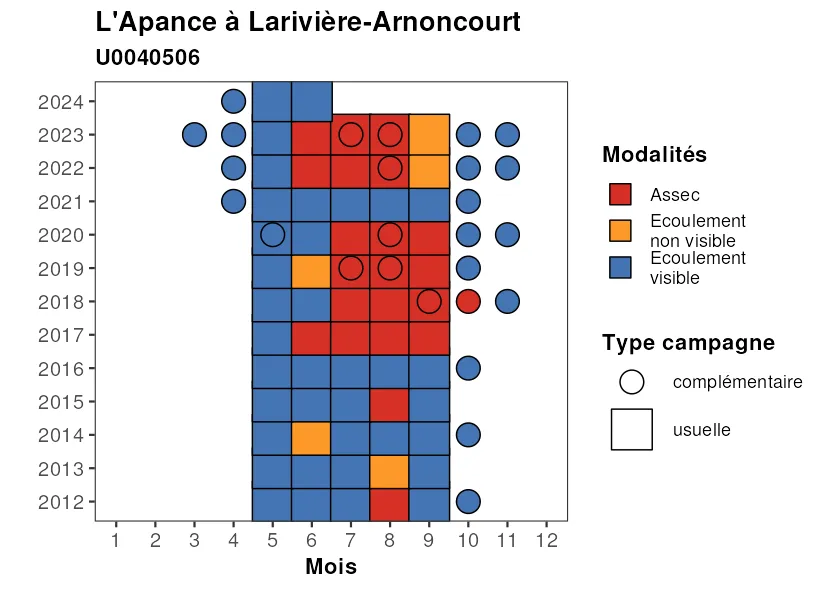 L'Apance à Larivière-Arnoncourt
U0040506
2024
2023
2022
2021
2020
2019
2018
2017
2016
2015
2014
2013
2012
1 2 3 4 5 6 7 8 9 10 11 12
Mois
Modalités
Assec
Ecoulement
non visible
Ecoulement
visible
Type campagne
complémentaire
usuelle